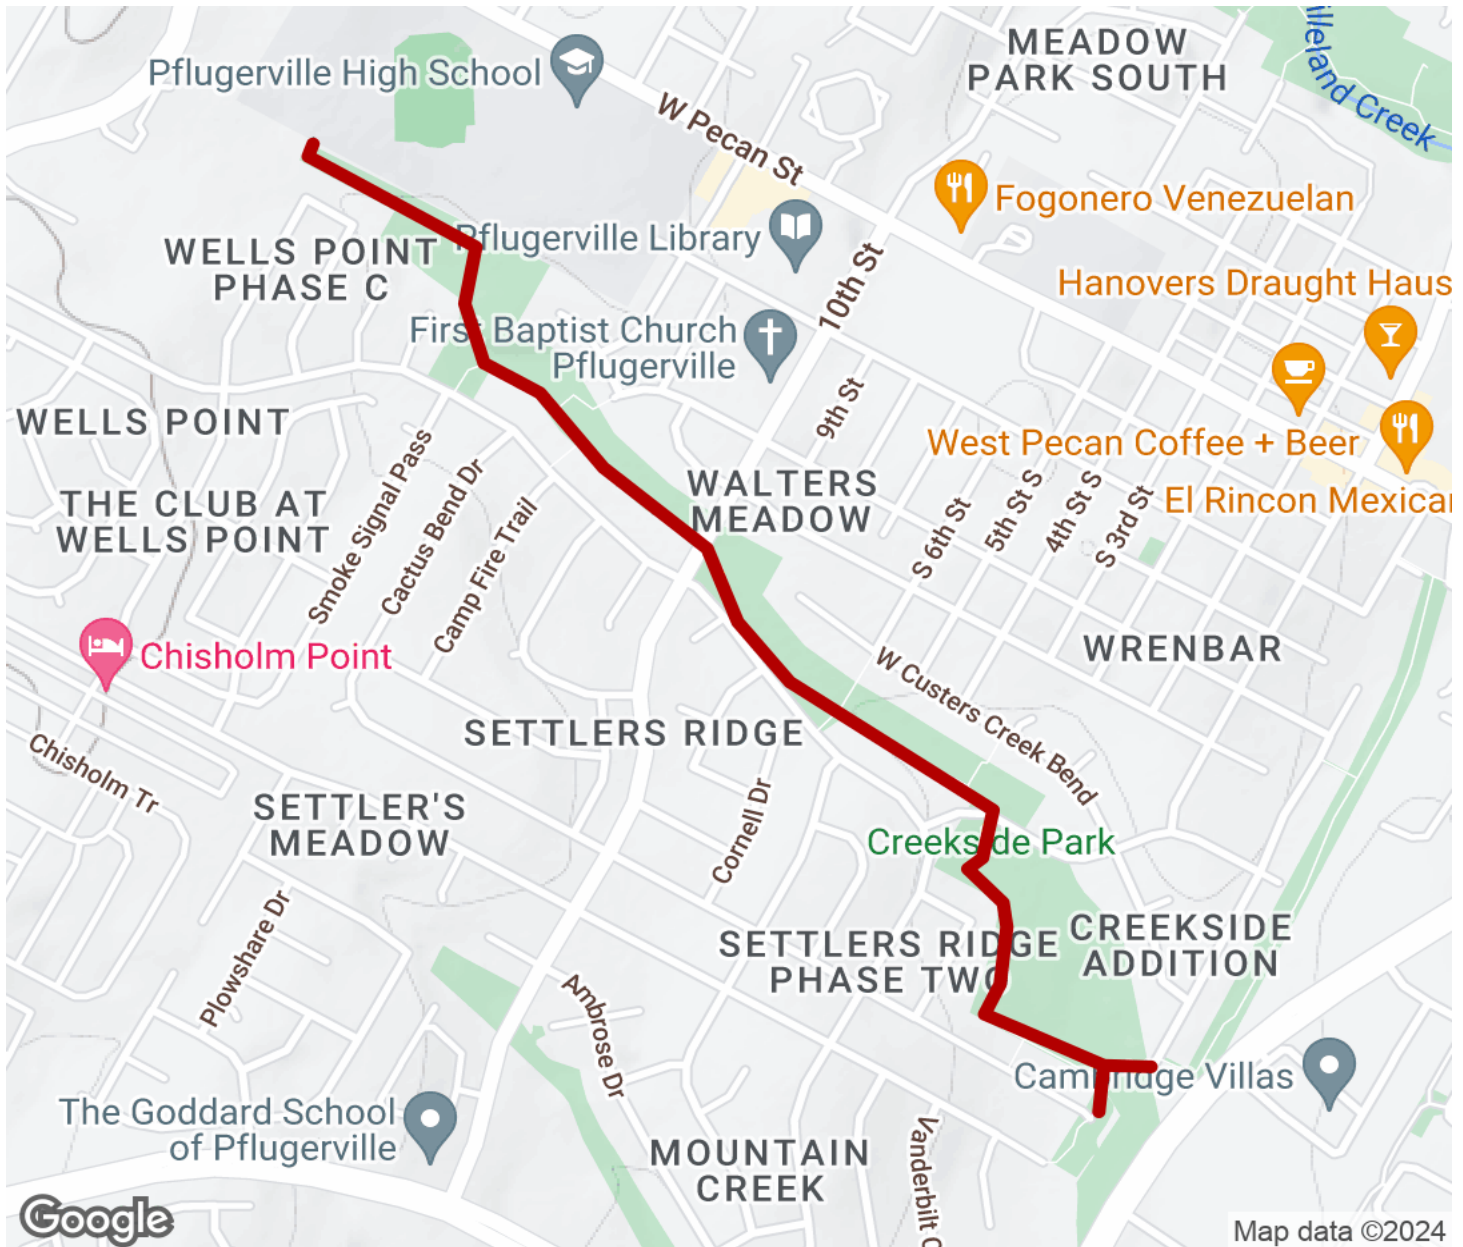 MEADOW
PARK SOUTH
illeland Creek
Pflugerville High School
W Pecan St
Fogonero Venezuelan
Pflugerville Library
WELLS POINT
PHASE C
10th St
Hanovers Draught Haus
First Baptist Church
Pflugerville
9th St
WELLS POINT
West Pecan Coffee + Beer
El Rincon Mexica
THE CLUB AT
WELLS POINT
Smoke Signal Pass
Cactus Bend Dr
Camp Fire Trail
WALTERS
MEADOW
S 6th St
5th St S
4th St S
S 3rd St
Chisholm Point
WRENBAR
W Custers Creek Bend
SETTLERS RIDGE
Chisholm Tr
SETTLER'S
MEADOW
Cornell Dr
Creekside Park
Plowshare Dr
SETTLERS RIDGE
PHASE TWO
CREEKSIDE
ADDITION
Ambrose Dr
Cambridge Villas
The Goddard School
of Pflugerville
MOUNTAIN
CREEK
Vanderbilt C
Google
Map data ©2024